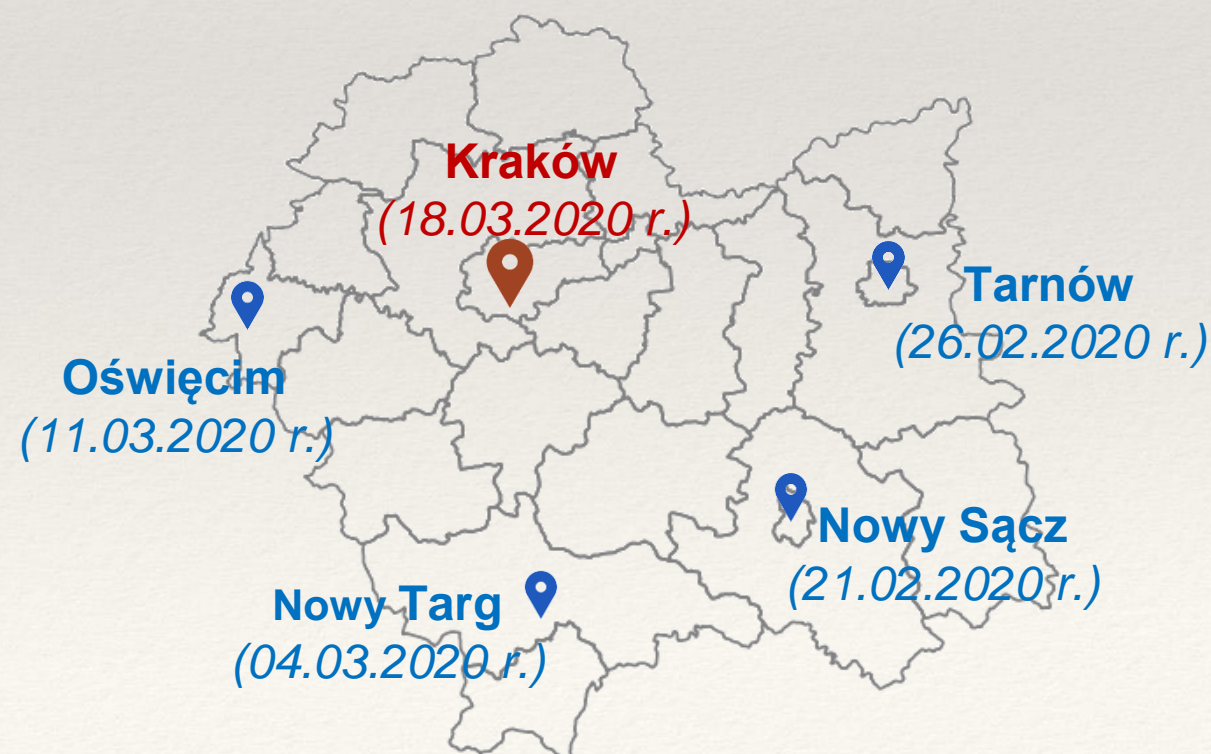 Kraków
(18.03.2020 r.)
Tarnów
(26.02.2020 r.)
Oświęcim
(11.03.2020 r.)
Nowy Sącz
(21.02.2020 r.)
Nowy Targ
(04.03.2020 r.)